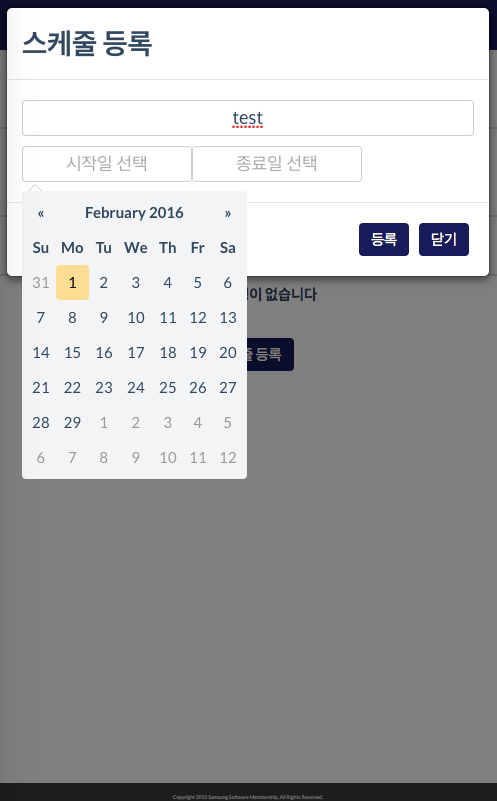 스케줄 등록
test
시작일 선택 종료일 선택
« February 2016 »
등록 닫기
Su Mo Tu We Th Fr Sa
31 1 2 3 4 5 6
이 없습니다
7 8 9 10 11 12 13
14 15 16 17 18 19 20
등록
21 22 23 24 25 26 27
28 29 1 2 3 4 5
6 7 8 9 10 11 12
Copyright 2015 Samsung Software Membership, All Rights Reserved.